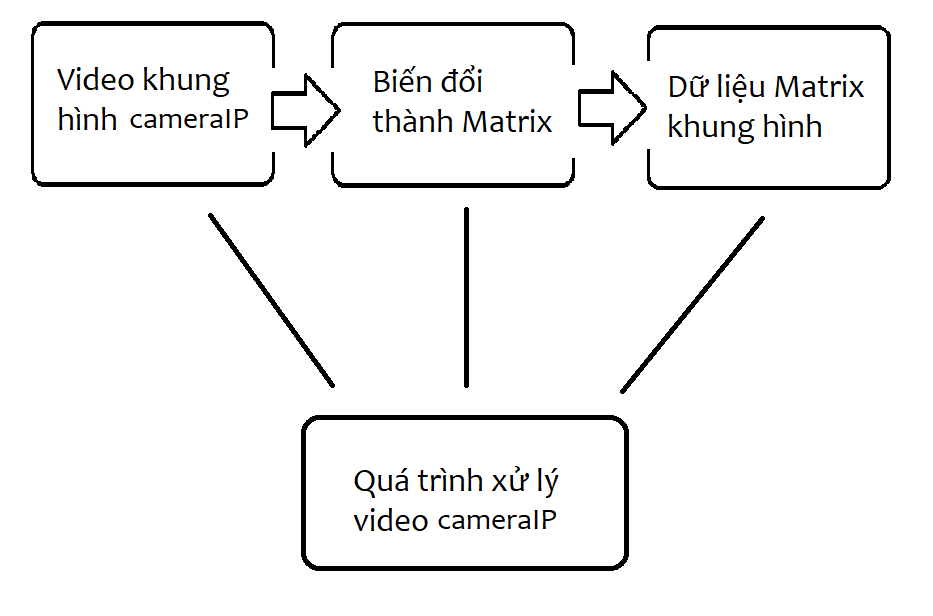 Video khung
hình cameraIP
Biến đổi
thành Matrix
Dữ liệu Matrix
khung hình
Quá trình xử lý
video cameraIP